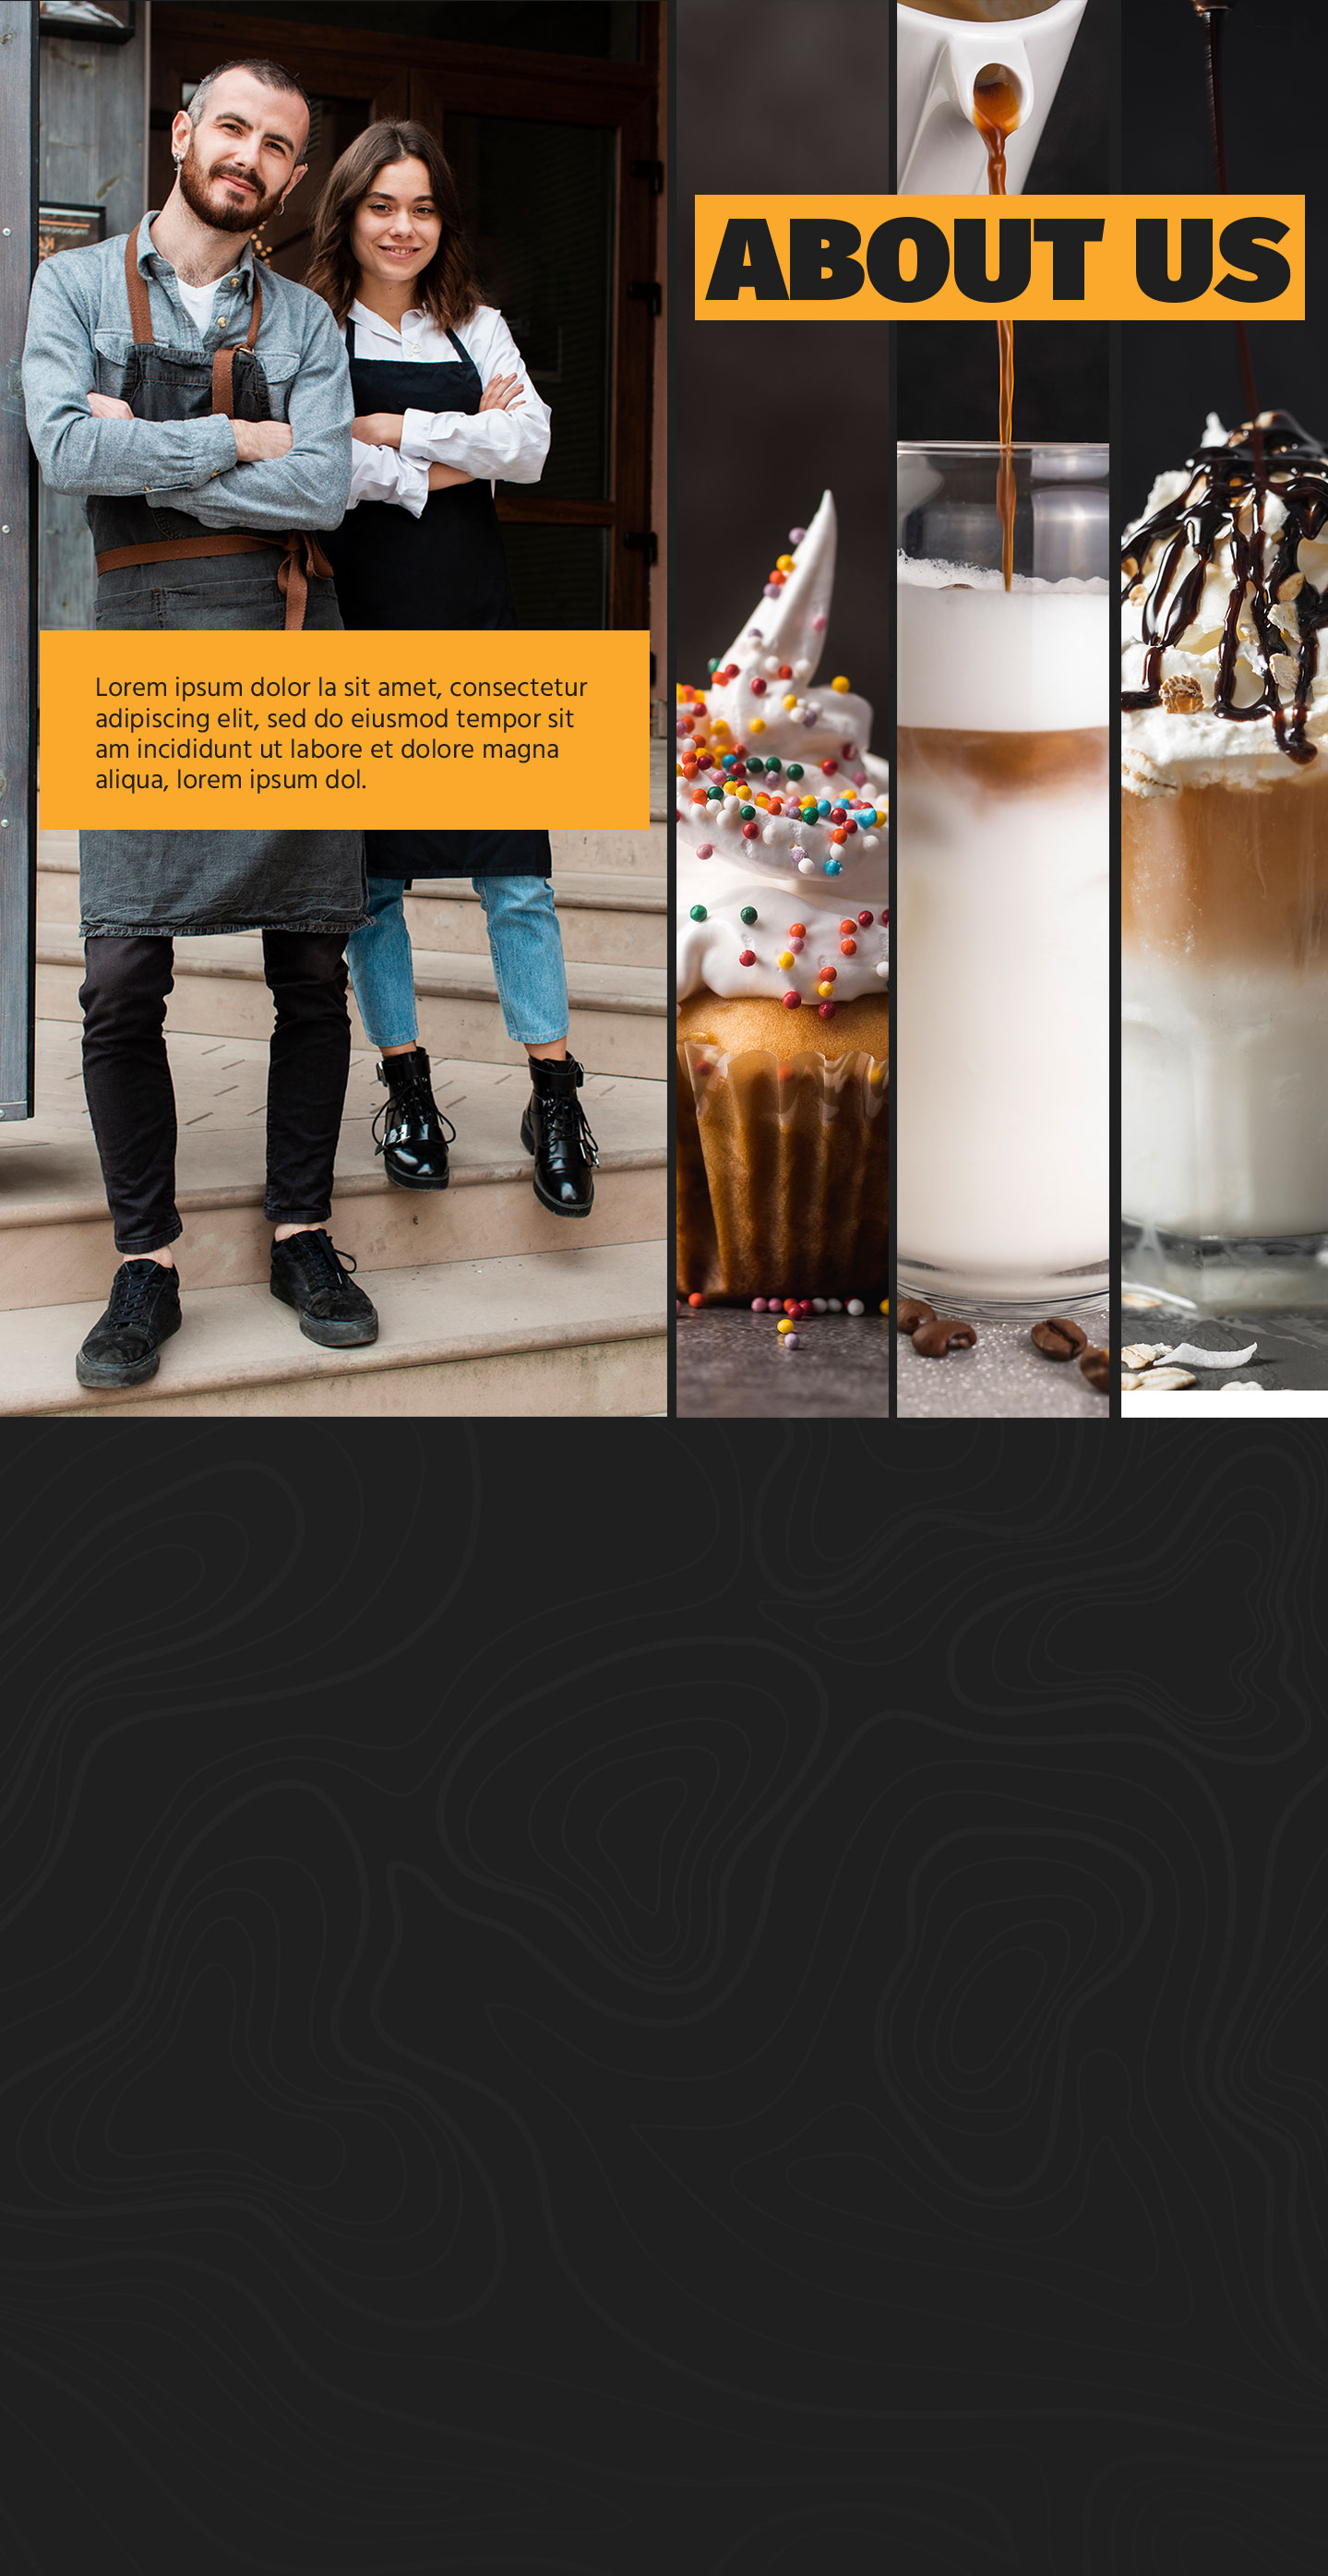 ABOUT US
Lorem ipsum dolor la sit amet, consectetur
adipiscing elit, sed do eiusmod tempor sit
am incididunt ut labore et dolore magna
aliqua, lorem ipsum dol.